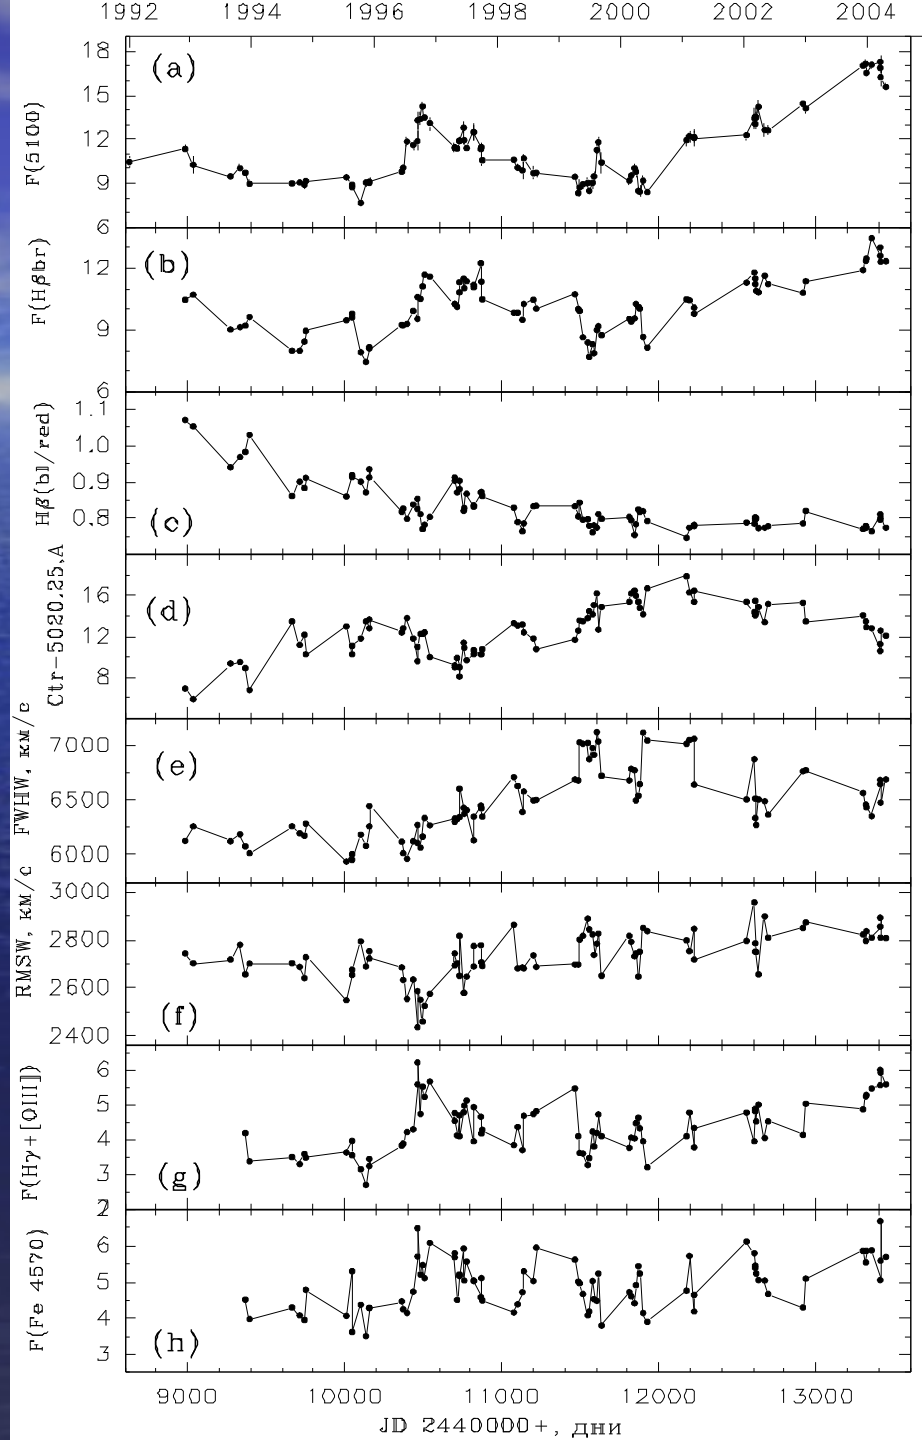 1992 1994 1996 1998 2000 2002 2004
18
15
12
9
6
F(5100)
(a)
12
9
6
F(Hβbr)
(b)
1.1
1.0
0.9
0.8
Hβ(bl/red)
(c)
16
12
8
Ctr-5020.25,A
(d)
7000
6500
6000
FWHW, км/с
(e)
3000
2800
2600
2400
RMSW, км/с
(f)
6
5
4
3
2
F(Hγ+[OIII])
(g)
6
5
4
3
F(Fe 4570)
(h)
9000 10000 11000 12000 13000
JD 2440000+, дни